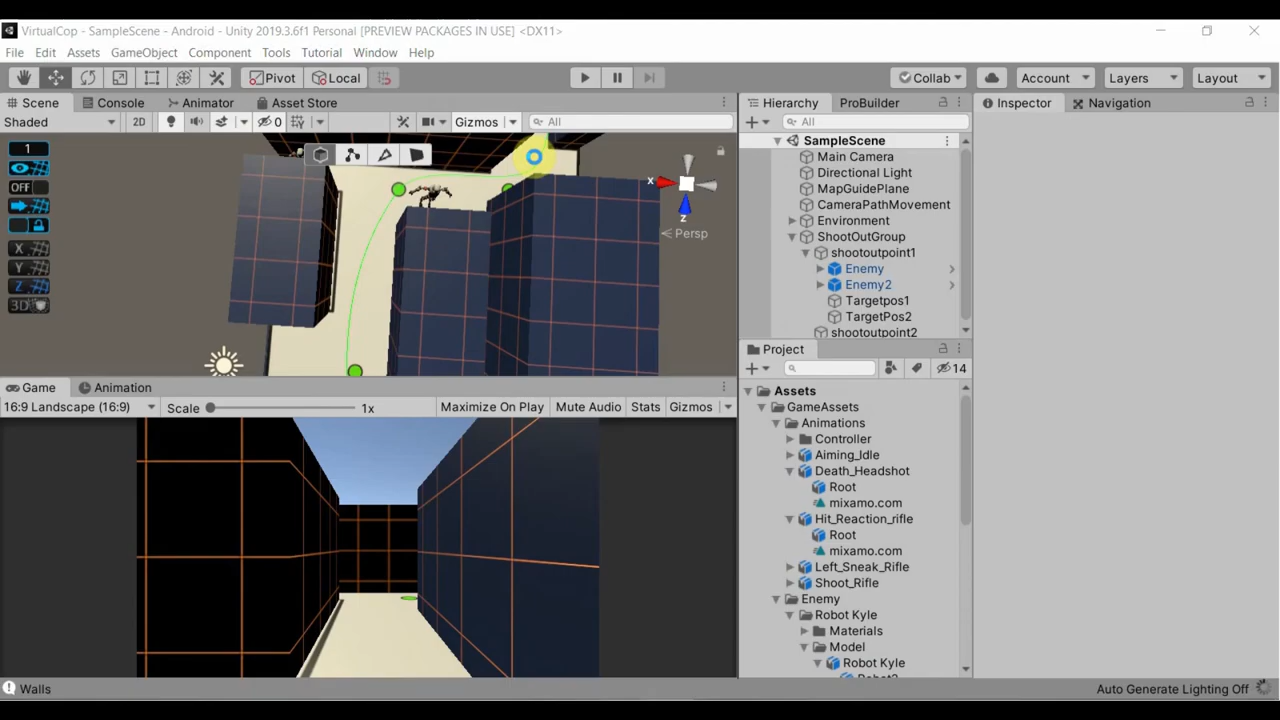 VirtualCop - SampleScene - Android - Unity 2019.3.6f1 Personal [PREVIEW PACKAGES IN USE] <DX11>
File Edit Assets GameObject Component Tools Tutorial Window Help
Pivot Local Collab Account Layers Layout
Scene Console Animator Asset Store Hierarchy ProBuilder Inspector Navigation
Shaded 2D 0 Gizmos All All
1
OFF
X
Y
Z
3D
x
z
Persp
SampleScene
Main Camera
Directional Light
MapGuidePlane
CameraPathMovement
Environment
ShootOutGroup
shootoutpoint1
Enemy
Enemy2
Targetpos1
TargetPos2
shootoutpoint2
Game Animation
16:9 Landscape (16:9) Scale 1x Maximize On Play Mute Audio Stats Gizmos
Project
14
Assets
GameAssets
Animations
Controller
Aiming_Idle
Death_Headshot
Root
mixamo.com
Hit_Reaction_rifle
Root
mixamo.com
Left_Sneak_Rifle
Shoot_Rifle
Enemy
Robot Kyle
Materials
Model
Robot Kyle
Walls Auto Generate Lighting Off